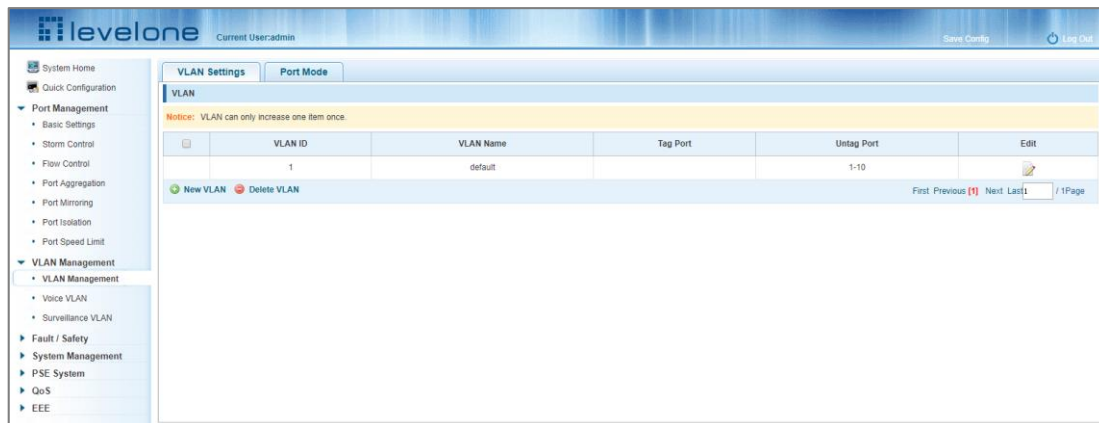 levelone Current User:admin Save Config Log Out
System Home
Quick Configuration
Port Management
Basic Settings
Storm Control
Flow Control
Port Aggregation
Port Mirroring
Port Isolation
Port Speed Limit
VLAN Management
VLAN Management
Voice VLAN
Surveillance VLAN
Fault / Safety
System Management
PSE System
QoS
EEE
VLAN Settings Port Mode
VLAN
Notice: VLAN can only increase one item once.
VLAN ID VLAN Name Tag Port Untag Port Edit
1 default 1-10
New VLAN Delete VLAN First Previous [1] Next Last 1 / 1Page